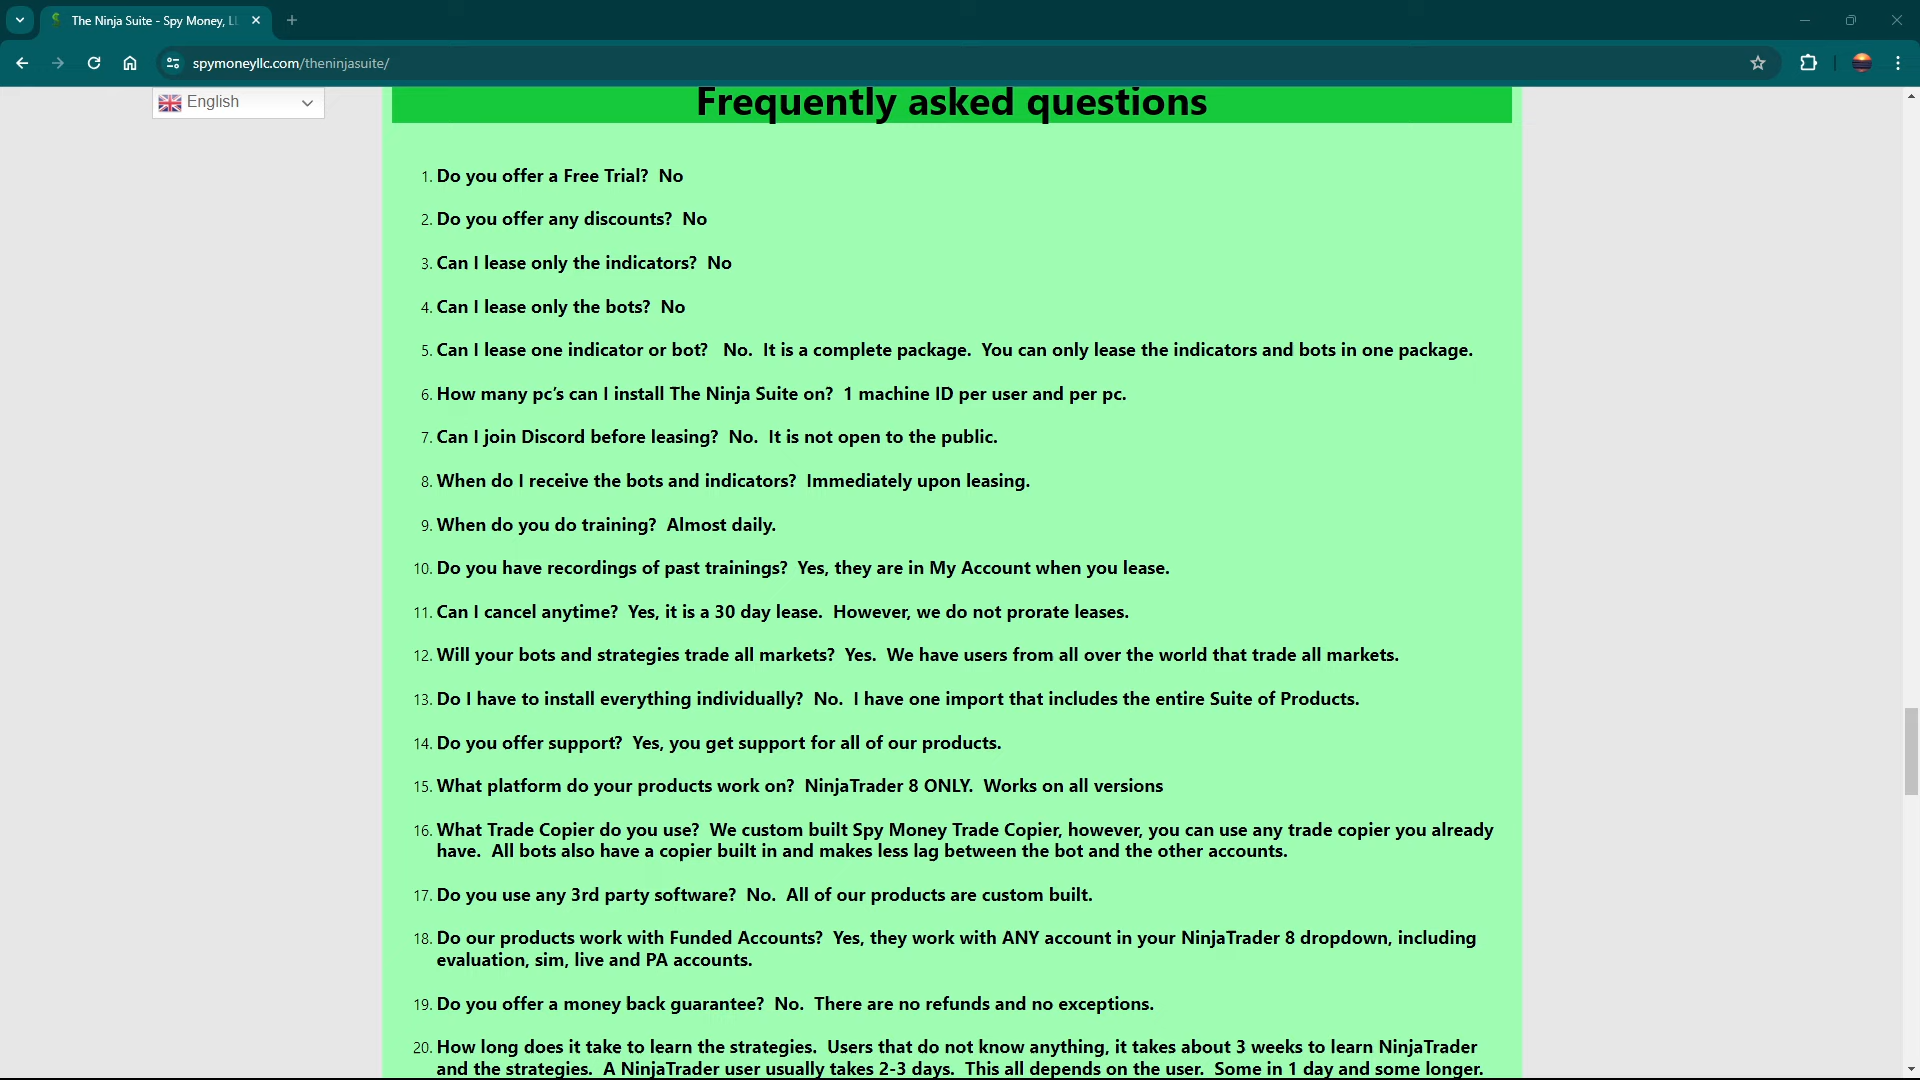 The Ninja Suite - Spy Money, LL
spymoneyllc.com/theninjasuite/
English
Frequently asked questions
1. Do you offer a Free Trial?  No
2. Do you offer any discounts?  No
3. Can I lease only the indicators?  No
4. Can I lease only the bots?  No
5. Can I lease one indicator or bot?   No.  It is a complete package.  You can only lease the indicators and bots in one package.
6. How many pc’s can I install The Ninja Suite on?  1 machine ID per user and per pc.
7. Can I join Discord before leasing?  No.  It is not open to the public.
8. When do I receive the bots and indicators?  Immediately upon leasing.
9. When do you do training?  Almost daily.
10. Do you have recordings of past trainings?  Yes, they are in My Account when you lease.
11. Can I cancel anytime?  Yes, it is a 30 day lease.  However, we do not prorate leases.
12. Will your bots and strategies trade all markets?  Yes.  We have users from all over the world that trade all markets.
13. Do I have to install everything individually?  No.  I have one import that includes the entire Suite of Products.
14. Do you offer support?  Yes, you get support for all of our products.
15. What platform do your products work on?  NinjaTrader 8 ONLY.  Works on all versions
16. What Trade Copier do you use?  We custom built Spy Money Trade Copier, however, you can use any trade copier you already
have.  All bots also have a copier built in and makes less lag between the bot and the other accounts.
17. Do you use any 3rd party software?  No.  All of our products are custom built.
18. Do our products work with Funded Accounts?  Yes, they work with ANY account in your NinjaTrader 8 dropdown, including
evaluation, sim, live and PA accounts.
19. Do you offer a money back guarantee?  No.  There are no refunds and no exceptions.
20. How long does it take to learn the strategies.  Users that do not know anything, it takes about 3 weeks to learn NinjaTrader
and the strategies.  A NinjaTrader user usually takes 2-3 days.  This all depends on the user.  Some in 1 day and some longer.